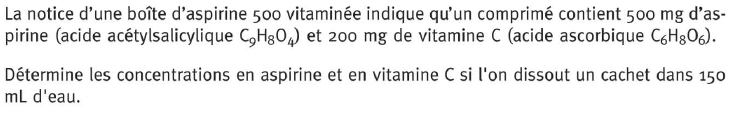 La notice d’une boîte d’aspirine 500 vitaminée indique qu’un comprimé contient 500 mg d’as-
pirine (acide acétylsalicylique C₉H₈O₄) et 200 mg de vitamine C (acide ascorbique C₆H₈O₆).
Détermine les concentrations en aspirine et en vitamine C si l'on dissout un cachet dans 150
mL d'eau.